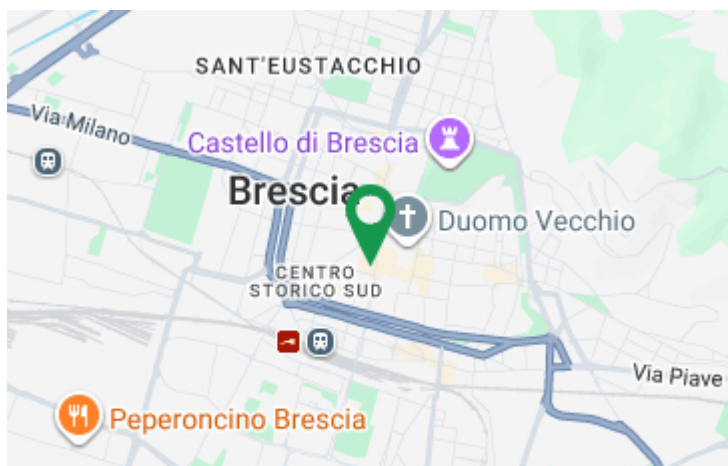 SANT'EUSTACCHIO
Via Milano
Castello di Brescia
Brescia
Duomo Vecchio
CENTRO
STORICO SUD
Via Piave
Peperoncino Brescia